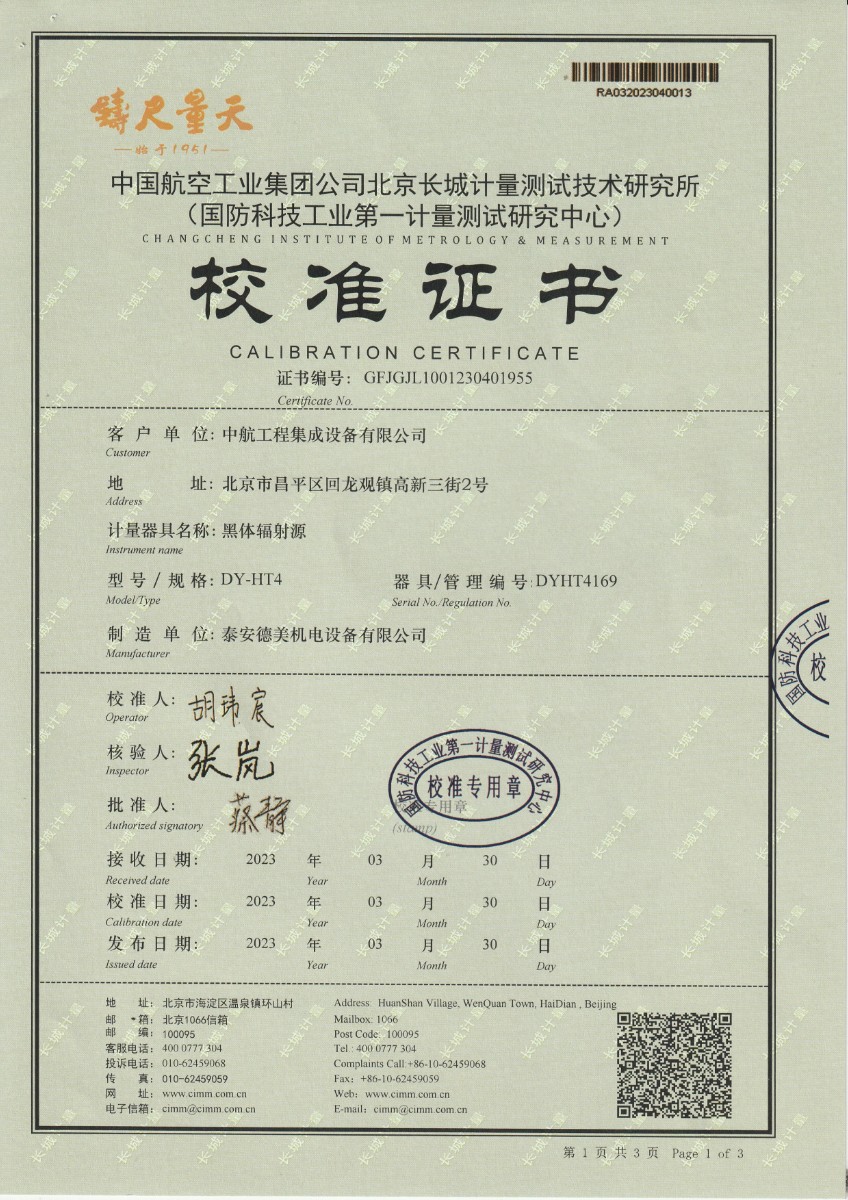 RA032023040013
鑄尺量天
始于1951
中国航空工业集团公司北京长城计量测试技术研究所
（国防科技工业第一计量测试研究中心）
CHANGCHENG INSTITUTE OF METROLOGY & MEASUREMENT
校准证书
CALIBRATION CERTIFICATE
证书编号： GFJGJL1001230401955
Certificate No.
客户单位: 中航工程集成设备有限公司
Customer
地址: 北京市昌平区回龙观镇高新三街2号
Address
计量器具名称: 黑体辐射源
Instrument name
型号/规格: DY-HT4 器具/管理编号: DYHT4169
Model/Type Serial No./Regulation No.
制造单位: 泰安德美机电设备有限公司
Manufacturer
国防科技工业
校
校准人: 胡玮宸
Operator
核验人: 张岚
Inspector
国防科技工业第一计量测试研究中心
校准专用章
批准人: 蔡静 专用章
Authorized signatory (stamp)
接收日期: 2023 年 03 月 30 日
Received date Year Month Day
校准日期: 2023 年 03 月 30 日
Calibration date Year Month Day
发布日期: 2023 年 03 月 30 日
Issued date Year Month Day
地址: 北京市海淀区温泉镇环山村 Address: HuanShan Village, WenQuan Town, HaiDian , Beijing
邮箱: 北京1066信箱 Mailbox: 1066
邮编: 100095 Post Code: 100095
客服电话: 400 0777 304 Tel : 400 0777 304
投诉电话: 010-62459068 Complaints Call:+86-10-62459068
传真: 010-62459059 Fax: +86-10-62459059
网址: www.cimm.com.cn Web: www.cimm.com.cn
电子信箱: cimm@cimm.com.cn E-mail: cimm@cimm.com.cn
第 1 页 共 3 页 Page 1 of 3
长城计量